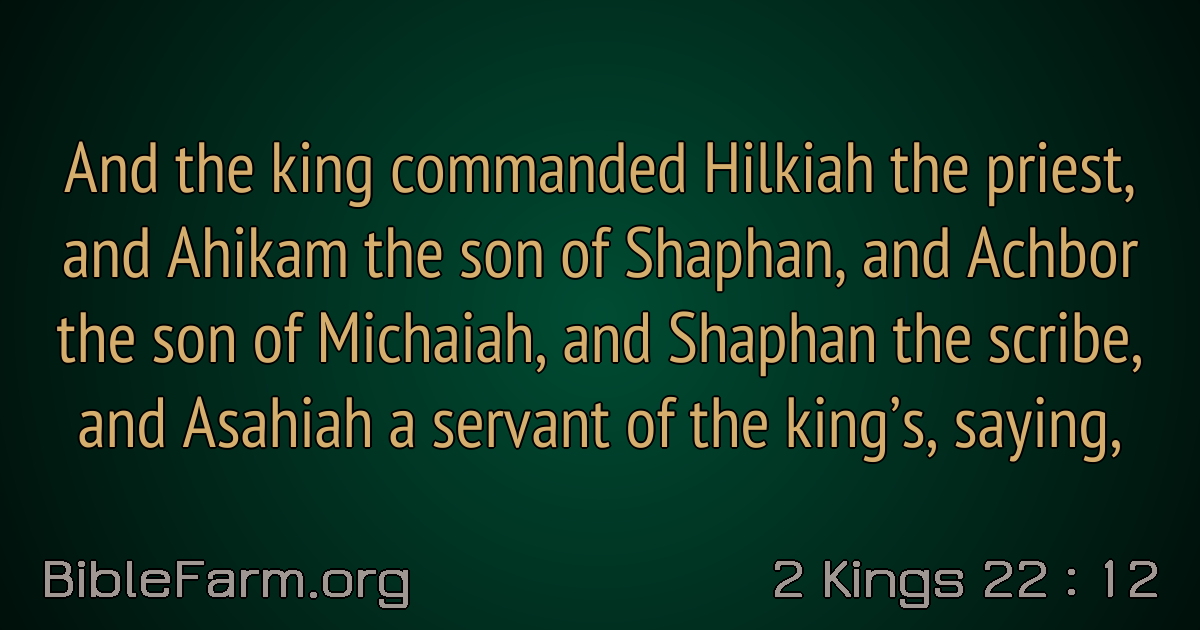 And the king commanded Hilkiah the priest,
and Ahikam the son of Shaphan, and Achbor
the son of Michaiah, and Shaphan the scribe,
and Asahiah a servant of the king’s, saying,
BibleFarm.org
2 Kings 22 : 12